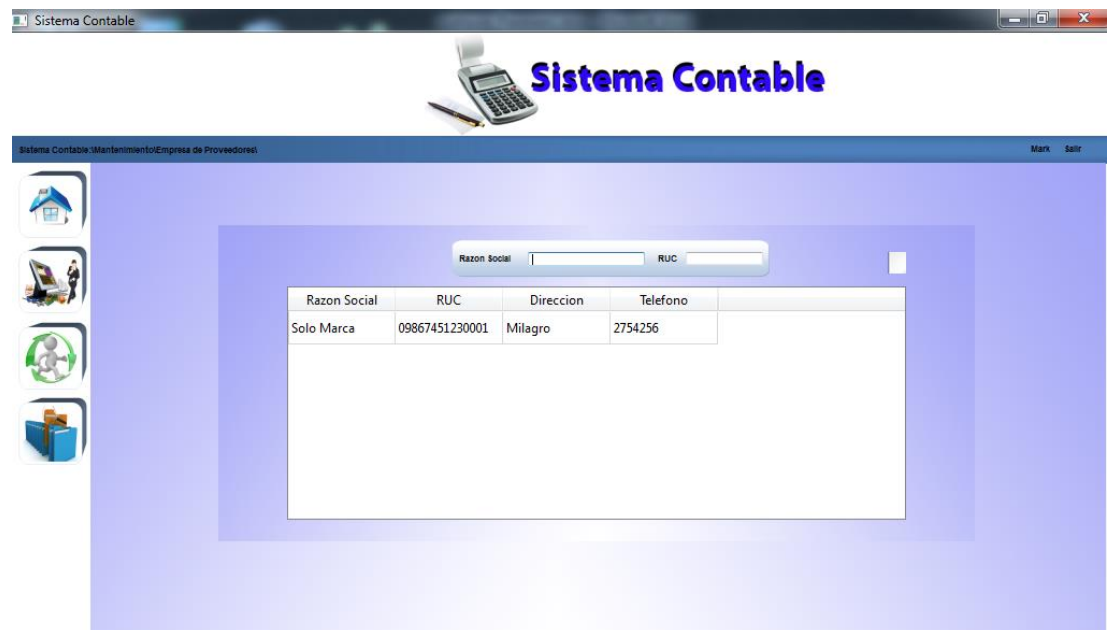 Sistema Contable
Sistema Contable
Sistema Contable:\Mantenimiento\Empresa de Proveedores\ Mark Salir
Razon Social RUC
Razon Social RUC Direccion Telefono
Solo Marca 09867451230001 Milagro 2754256